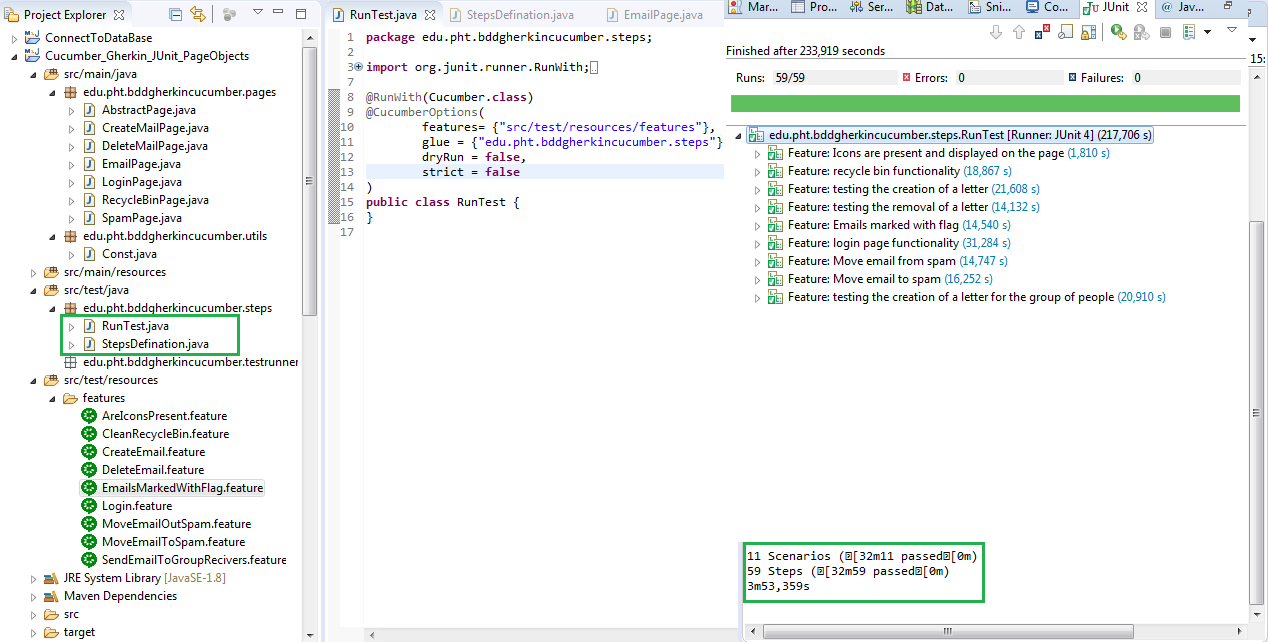 Project Explorer
ConnectToDataBase
Cucumber_Gherkin_JUnit_PageObjects
src/main/java
edu.pht.bddgherkincucumber.pages
AbstractPage.java
CreateMailPage.java
DeleteMailPage.java
EmailPage.java
LoginPage.java
RecycleBinPage.java
SpamPage.java
edu.pht.bddgherkincucumber.utils
Const.java
src/main/resources
src/test/java
edu.pht.bddgherkincucumber.steps
RunTest.java
StepsDefination.java
edu.pht.bddgherkincucumber.testrunner
src/test/resources
features
AreIconsPresent.feature
CleanRecycleBin.feature
CreateEmail.feature
DeleteEmail.feature
EmailsMarkedWithFlag.feature
Login.feature
MoveEmailOutSpam.feature
MoveEmailToSpam.feature
SendEmailToGroupRecivers.feature
JRE System Library [JavaSE-1.8]
Maven Dependencies
src
target
RunTest.java StepsDefination.java EmailPage.java
1 package edu.pht.bddgherkincucumber.steps;
2
3 import org.junit.runner.RunWith;
7
8 @RunWith(Cucumber.class)
9 @CucumberOptions(
10 features= {"src/test/resources/features"},
11 glue = {"edu.pht.bddgherkincucumber.steps"}
12 dryRun = false,
13 strict = false
14 )
15 public class RunTest {
16 }
17
Mar... Pro... Ser... Dat... Sni... Co... JUnit Jav...
Finished after 233,919 seconds
15:
Runs: 59/59 Errors: 0 Failures: 0
edu.pht.bddgherkincucumber.steps.RunTest [Runner: JUnit 4] (217,706 s)
Feature: Icons are present and displayed on the page (1,810 s)
Feature: recycle bin functionality (18,867 s)
Feature: testing the creation of a letter (21,608 s)
Feature: testing the removal of a letter (14,132 s)
Feature: Emails marked with flag (14,540 s)
Feature: login page functionality (31,284 s)
Feature: Move email from spam (14,747 s)
Feature: Move email to spam (16,252 s)
Feature: testing the creation of a letter for the group of people (20,910 s)
11 Scenarios ([32m11 passed[0m)
59 Steps ([32m59 passed[0m)
3m53,359s